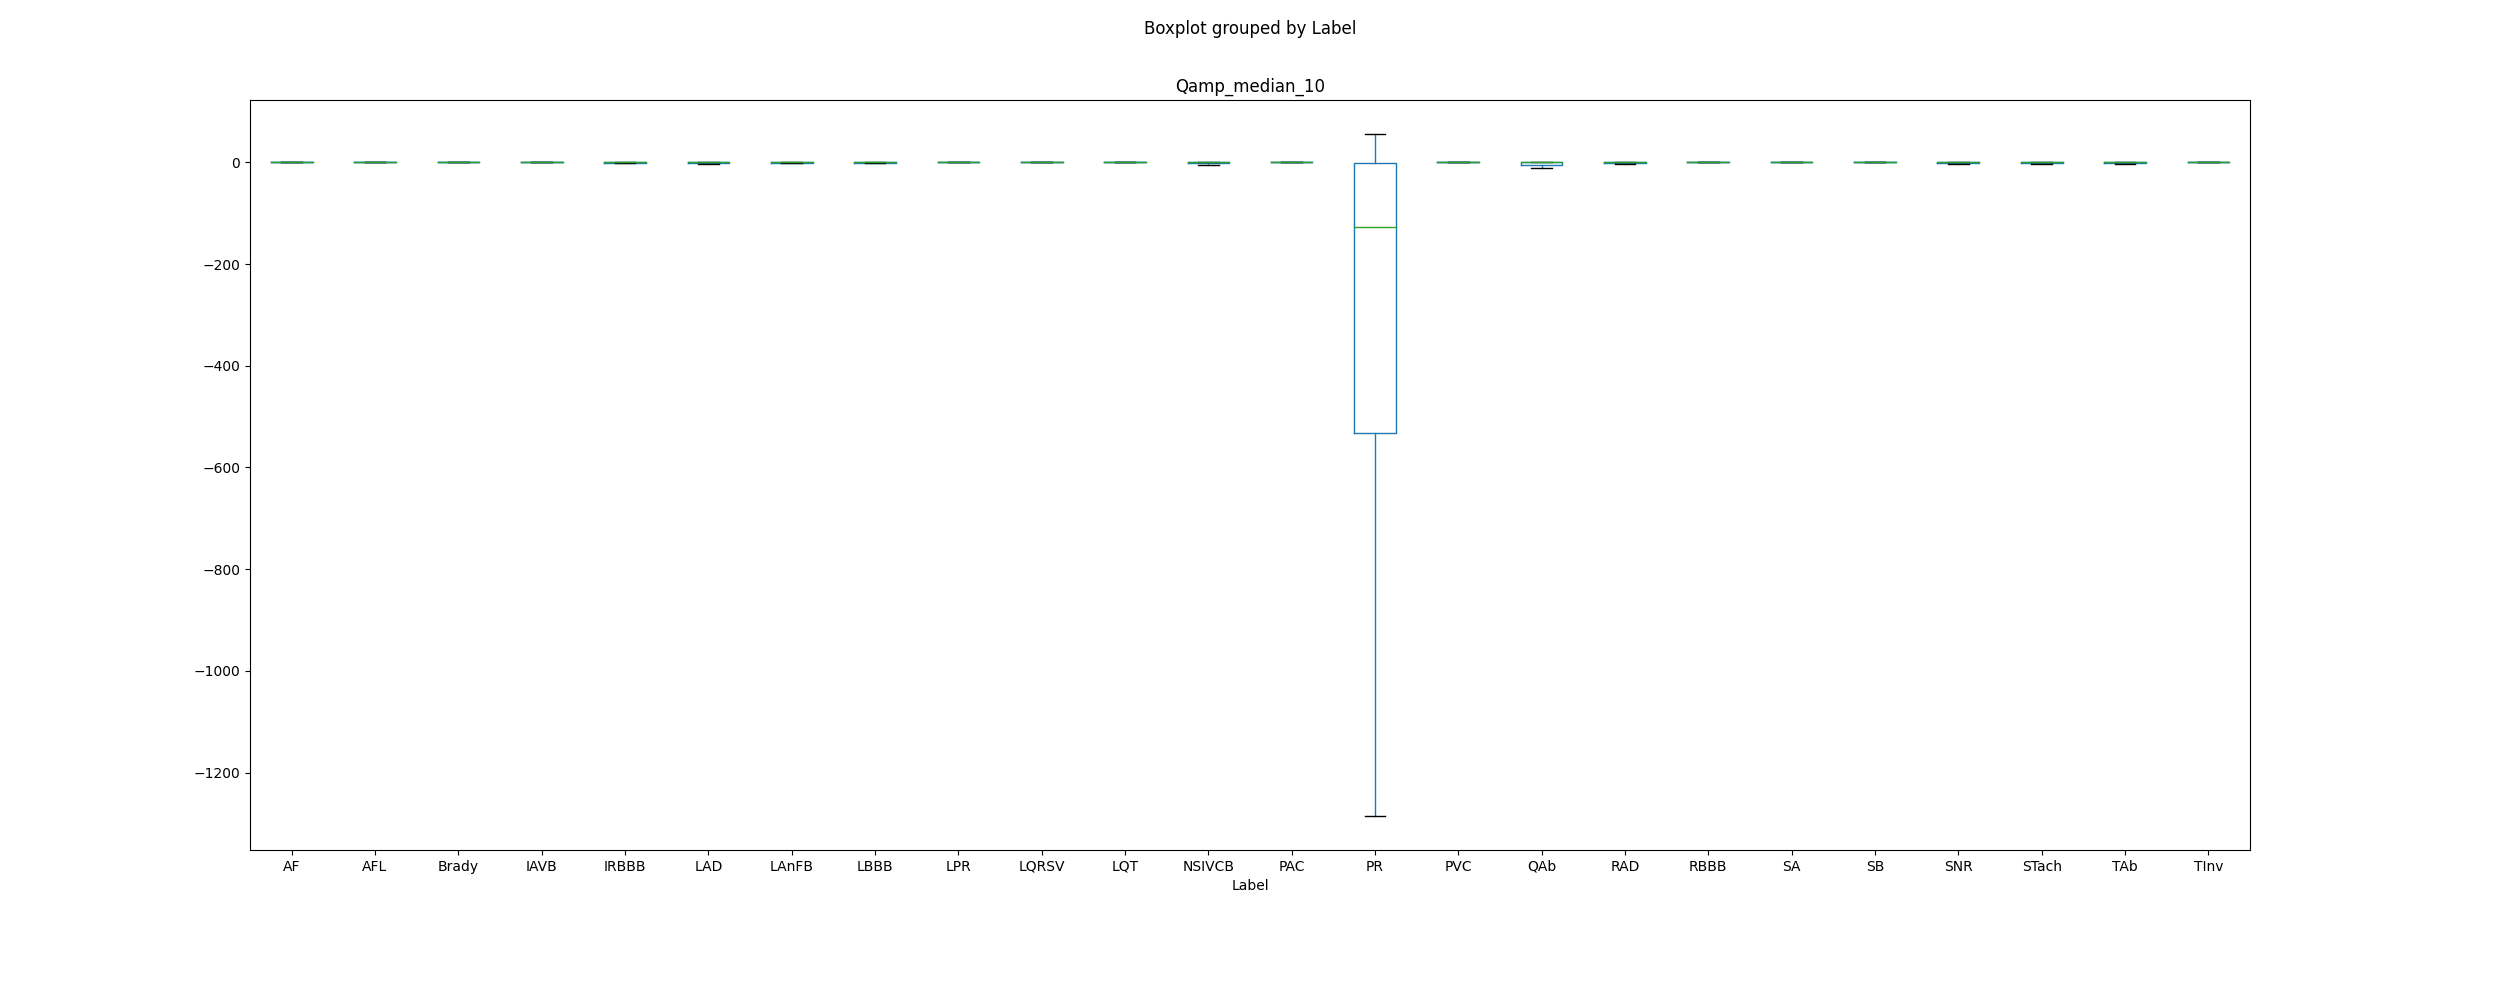 Boxplot grouped by Label
Qamp_median_10
0
−200
−400
−600
−800
−1000
−1200
AF AFL Brady IAVB IRBBB LAD LAnFB LBBB LPR LQRSV LQT NSIVCB PAC PR PVC QAb RAD RBBB SA SB SNR STach TAb TInv
Label